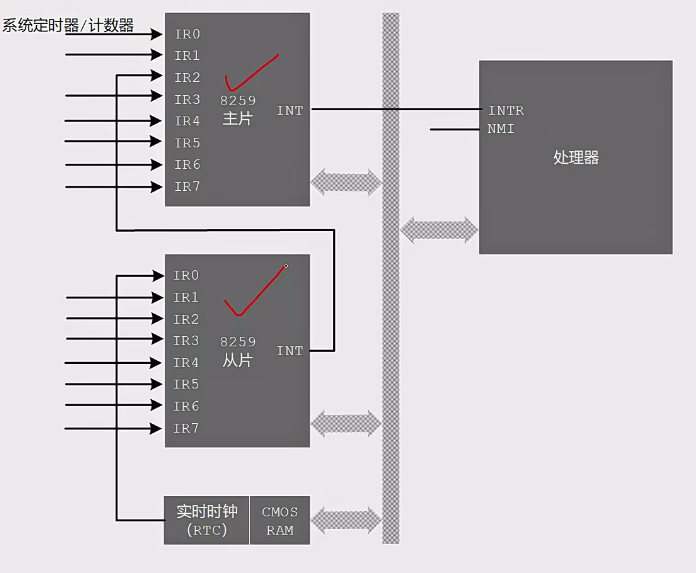 系统定时器/计数器
IR0
IR1
IR2
IR3
IR4
IR5
IR6
IR7
8259
主片
INT
INTR
NMI
处理器
IR0
IR1
IR2
IR3
IR4
IR5
IR6
IR7
8259
从片
INT
实时时钟
（RTC）
CMOS
RAM